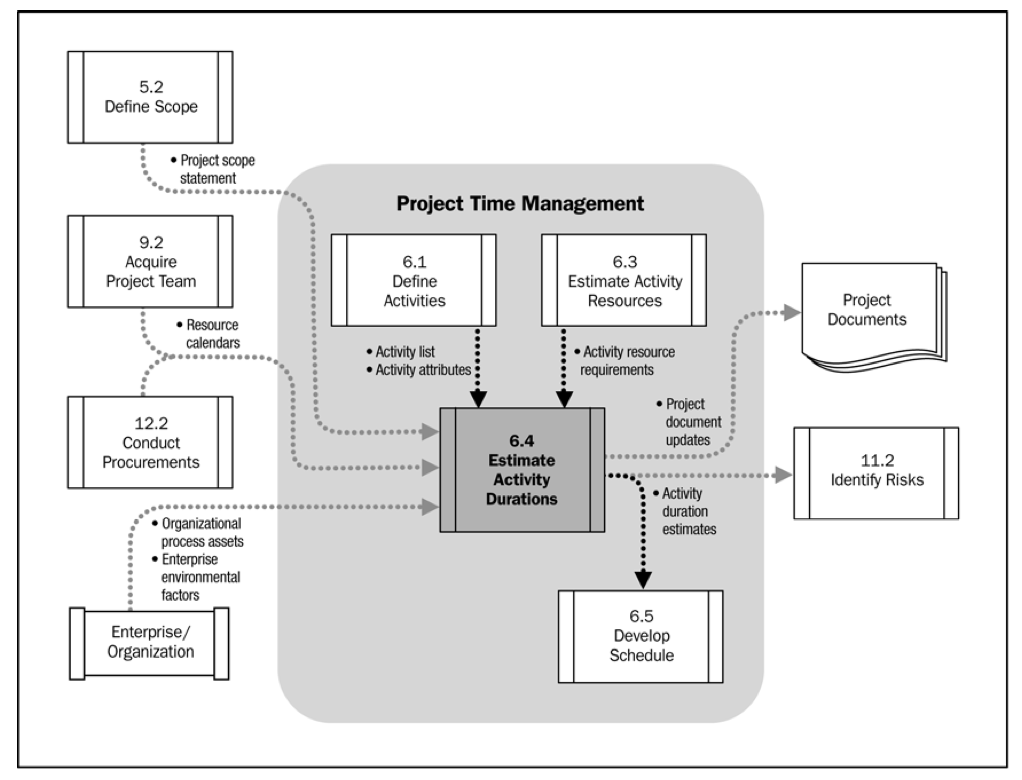 5.2
Define Scope
• Project scope
statement
Project Time Management
9.2
Acquire
Project Team
6.1
Define
Activities
6.3
Estimate Activity
Resources
Project
Documents
• Resource
calendars
• Activity list
• Activity attributes
• Activity resource
requirements
12.2
Conduct
Procurements
6.4
Estimate
Activity
Durations
• Project
document
updates
11.2
Identify Risks
• Activity
duration
estimates
• Organizational
process assets
• Enterprise
environmental
factors
Enterprise/
Organization
6.5
Develop
Schedule